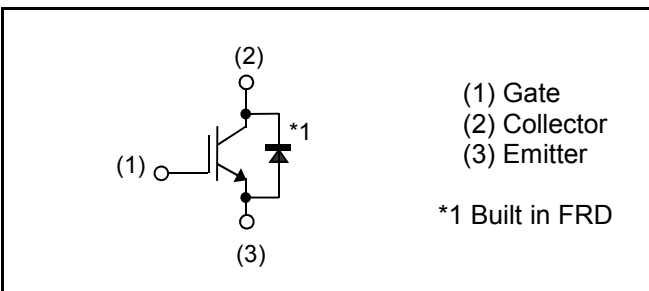 (2)
*1
(1)
(3)
(1) Gate
(2) Collector
(3) Emitter
*1 Built in FRD